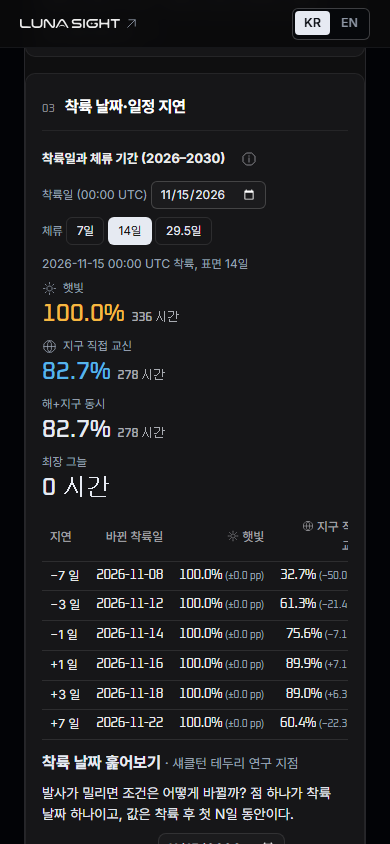 LUNA SIGHT ↗ KR EN
03 착륙 날짜·일정 지연
착륙일과 체류 기간 (2026–2030)
착륙일 (00:00 UTC) 11/15/2026
체류 7일 14일 29.5일
2026-11-15 00:00 UTC 착륙, 표면 14일
햇빛
100.0% 336 시간
지구 직접 교신
82.7% 278 시간
해+지구 동시
82.7% 278 시간
최장 그늘
0 시간
지연 바뀐 착륙일 햇빛 지구
−7 일 2026-11-08 100.0% (±0.0 pp) 32.7% (−50.0
−3 일 2026-11-12 100.0% (±0.0 pp) 61.3% (−21.4
−1 일 2026-11-14 100.0% (±0.0 pp) 75.6% (−7.1
+1 일 2026-11-16 100.0% (±0.0 pp) 89.9% (+7.1
+3 일 2026-11-18 100.0% (±0.0 pp) 89.0% (+6.3
+7 일 2026-11-22 100.0% (±0.0 pp) 60.4% (−22.3
착륙 날짜 훑어보기 · 섀클턴 테두리 연구 지점
발사가 밀리면 조건은 어떻게 바뀔까? 점 하나가 착륙
날짜 하나이고, 값은 착륙 후 첫 N일 동안이다.